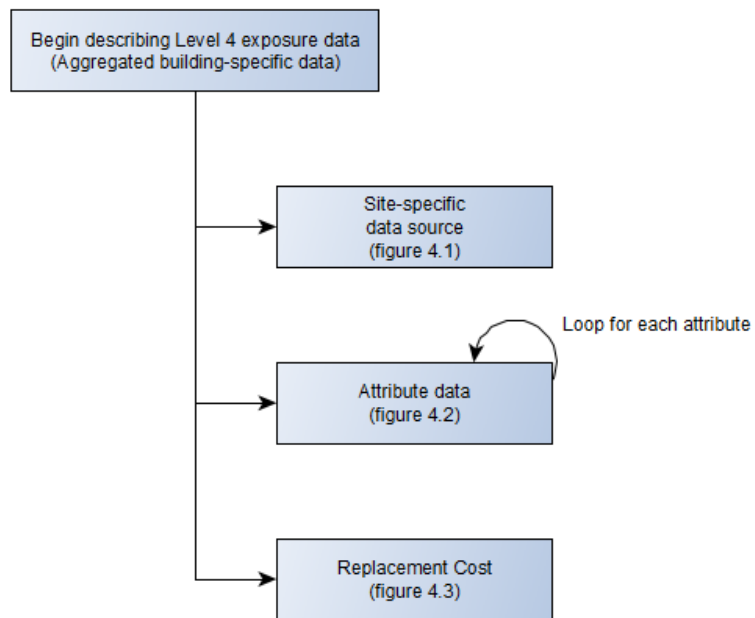 Begin describing Level 4 exposure data
(Aggregated building-specific data)
Site-specific
data source
(figure 4.1)
Loop for each attribute
Attribute data
(figure 4.2)
Replacement Cost
(figure 4.3)